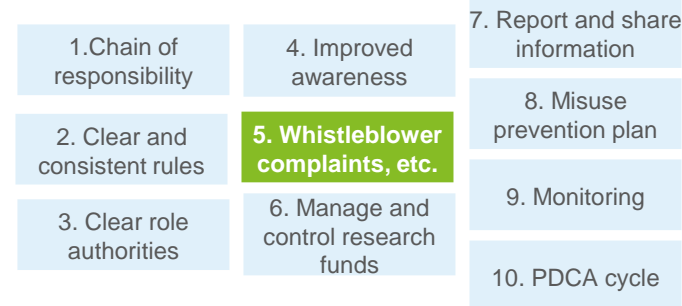 1.Chain of
responsibility
2. Clear and
consistent rules
3. Clear role
authorities
4. Improved
awareness
5. Whistleblower
complaints, etc.
6. Manage and
control research
funds
7. Report and share
information
8. Misuse
prevention plan
9. Monitoring
10. PDCA cycle